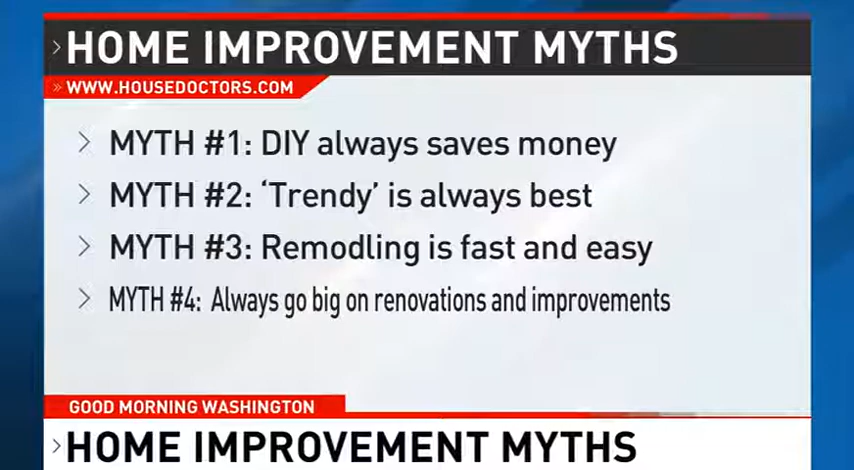 HOME IMPROVEMENT MYTHS
WWW.HOUSEDOCTORS.COM
MYTH #1: DIY always saves money
MYTH #2: ‘Trendy’ is always best
MYTH #3: Remodling is fast and easy
MYTH #4: Always go big on renovations and improvements
GOOD MORNING WASHINGTON
HOME IMPROVEMENT MYTHS